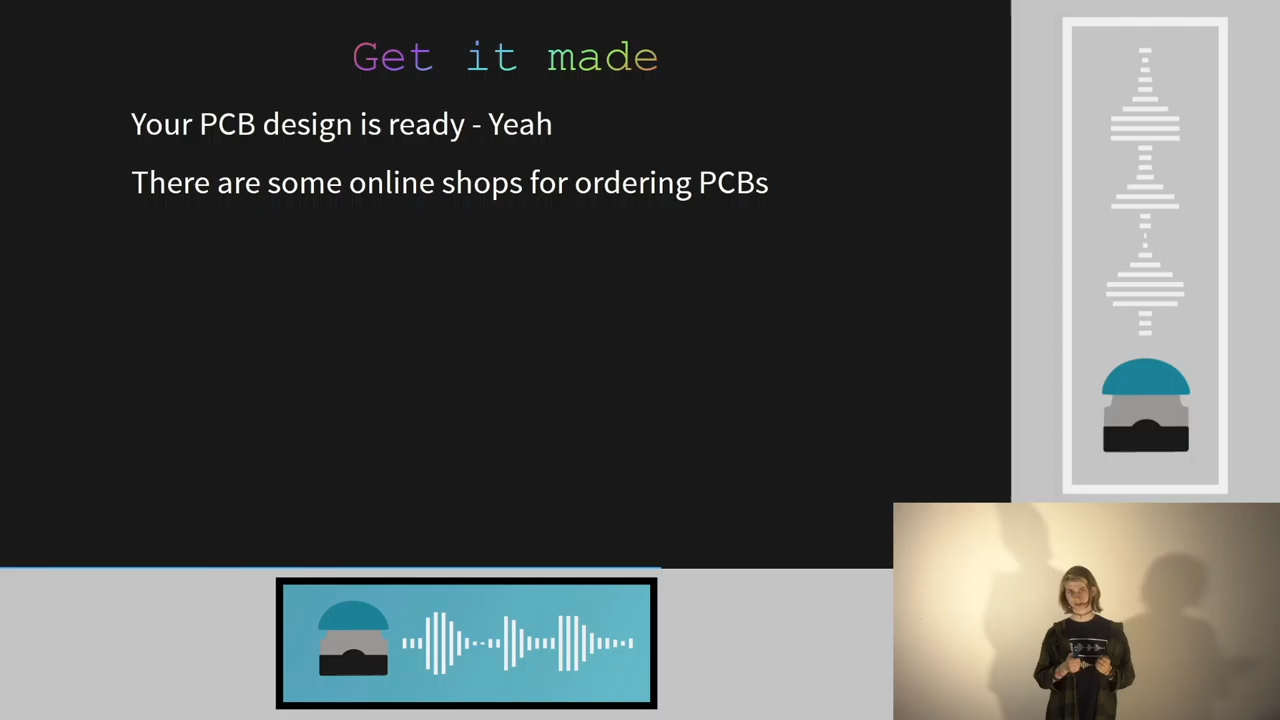 Get it made
Your PCB design is ready - Yeah
There are some online shops for ordering PCBs